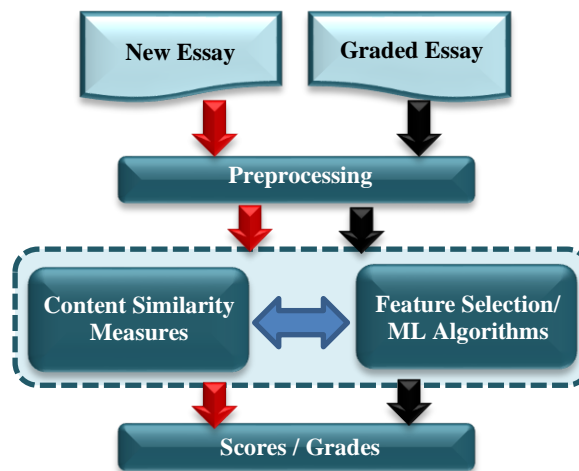 New Essay
Graded Essay
Preprocessing
Content Similarity
Measures
Feature Selection/
ML Algorithms
Scores / Grades